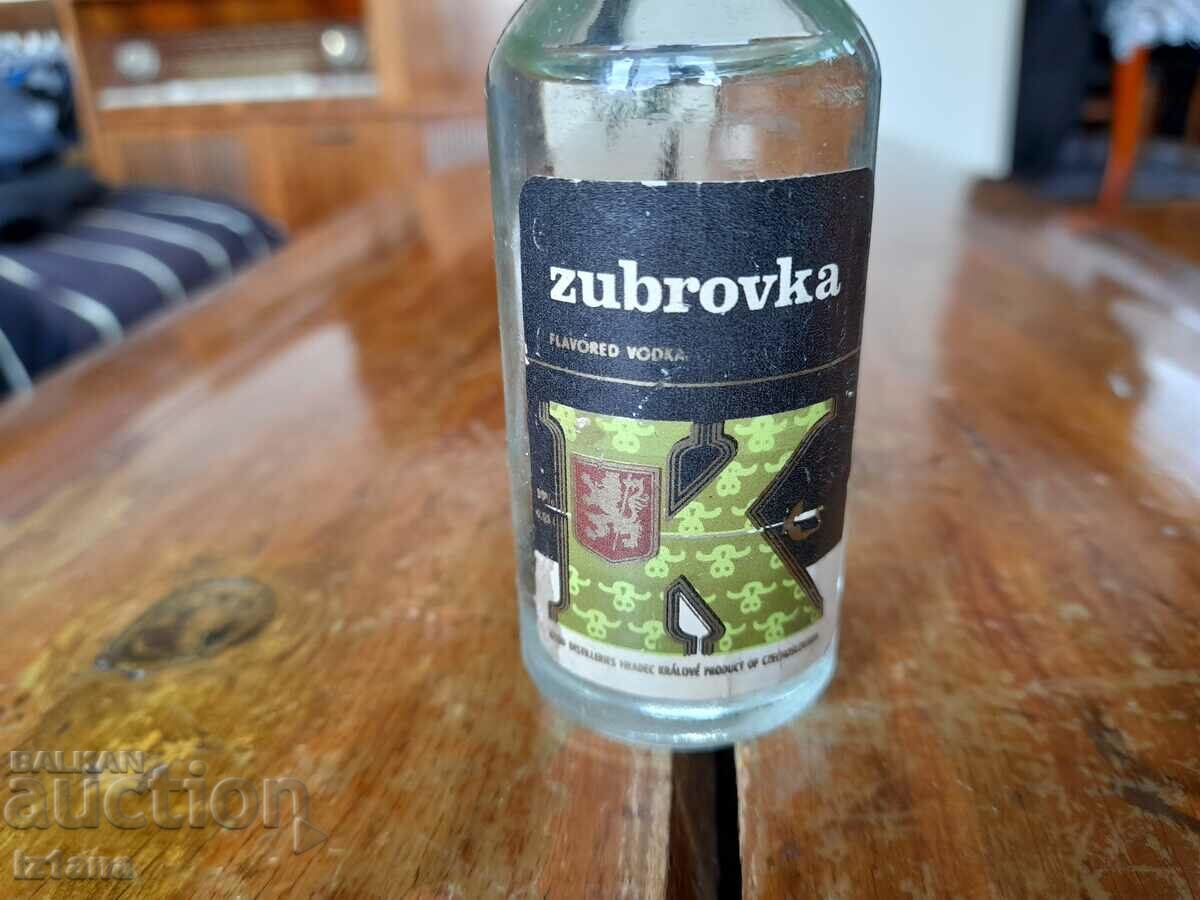 zubrovka
FLAVORED VODKA
K
DISTILLERIES HRADEC KRÁLOVÉ PRODUCT OF CZECHOSLOVAKIA
BALKAN
auction
iz1ana